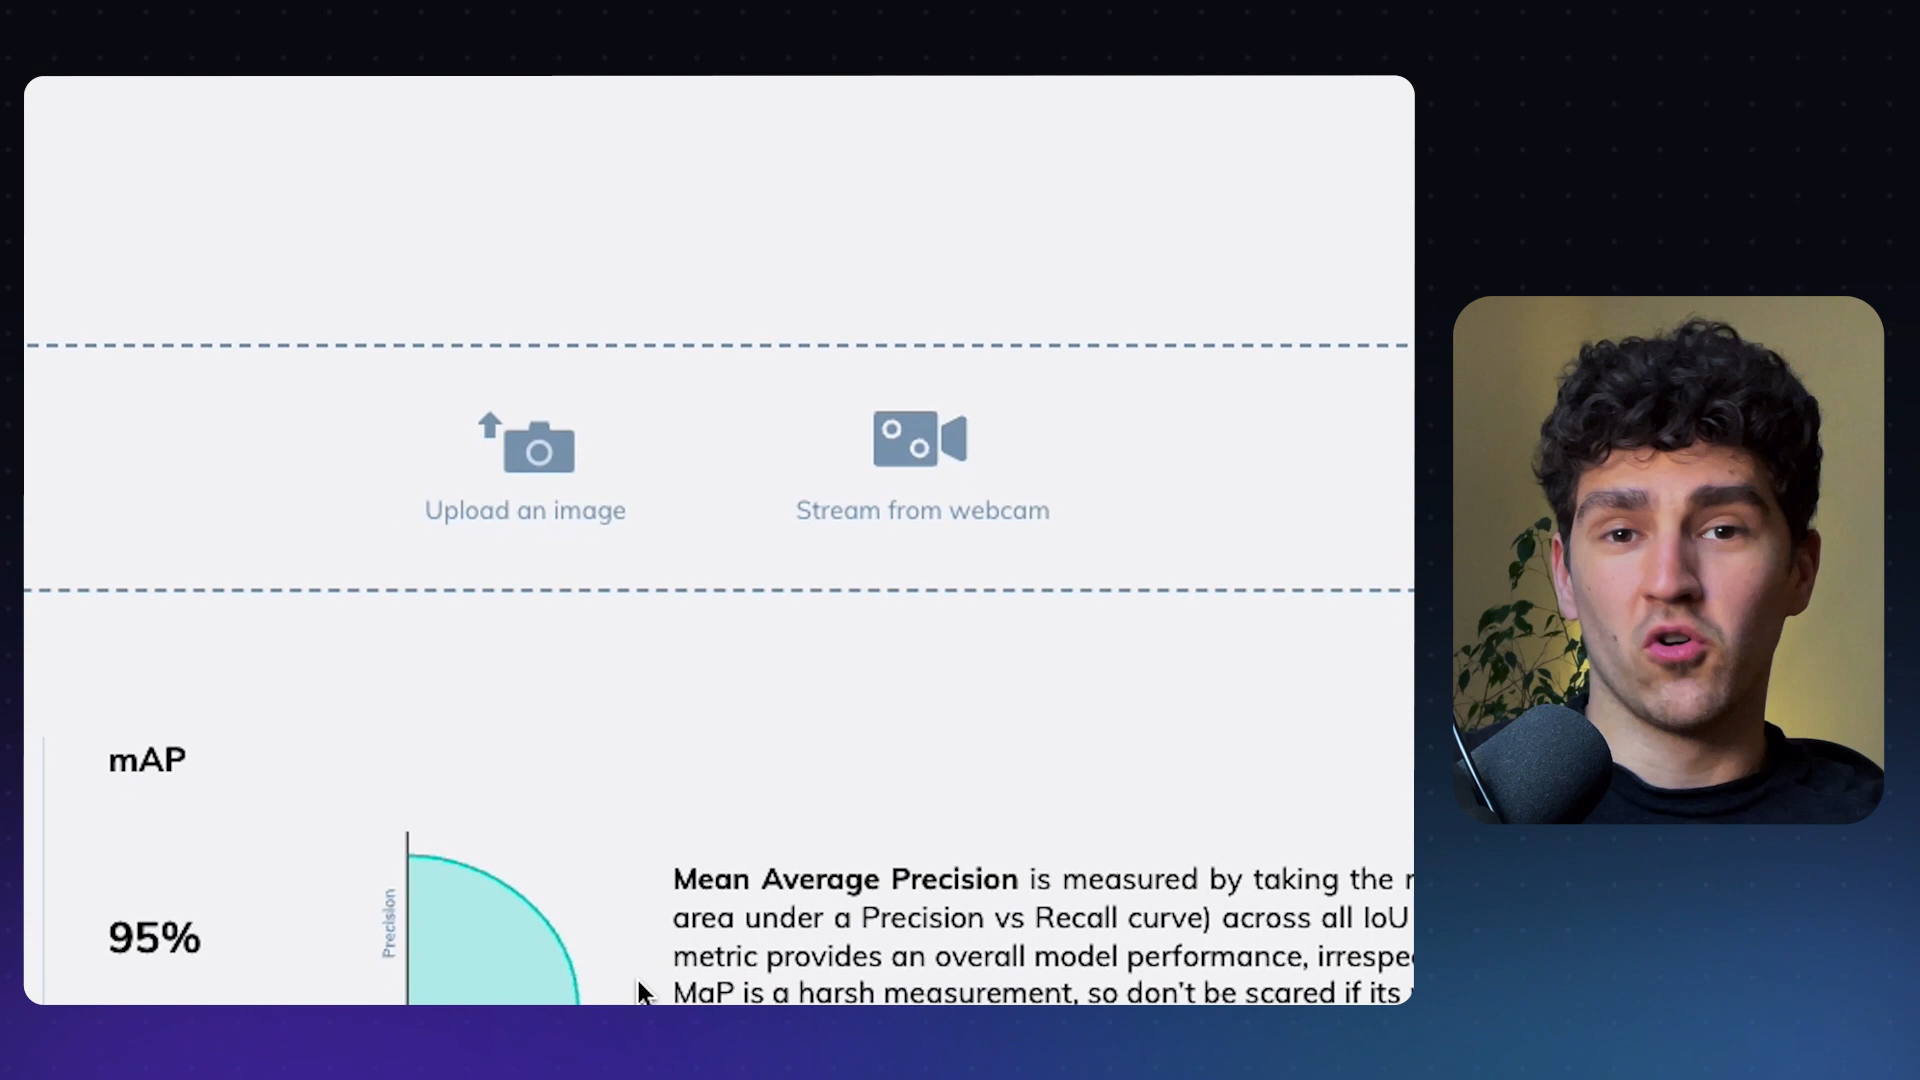 Upload an image
Stream from webcam
mAP
95%
Precision
Mean Average Precision is measured by taking the
area under a Precision vs Recall curve) across all IoU
metric provides an overall model performance,
MaP is a harsh measurement, so don't be scared if its